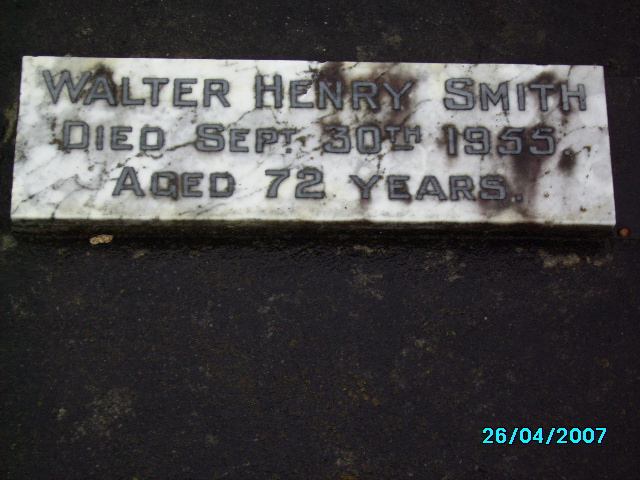 WALTER HENRY SMITH
DIED SEPT. 30TH 1955.
AGED 72 YEARS.
26/04/2007